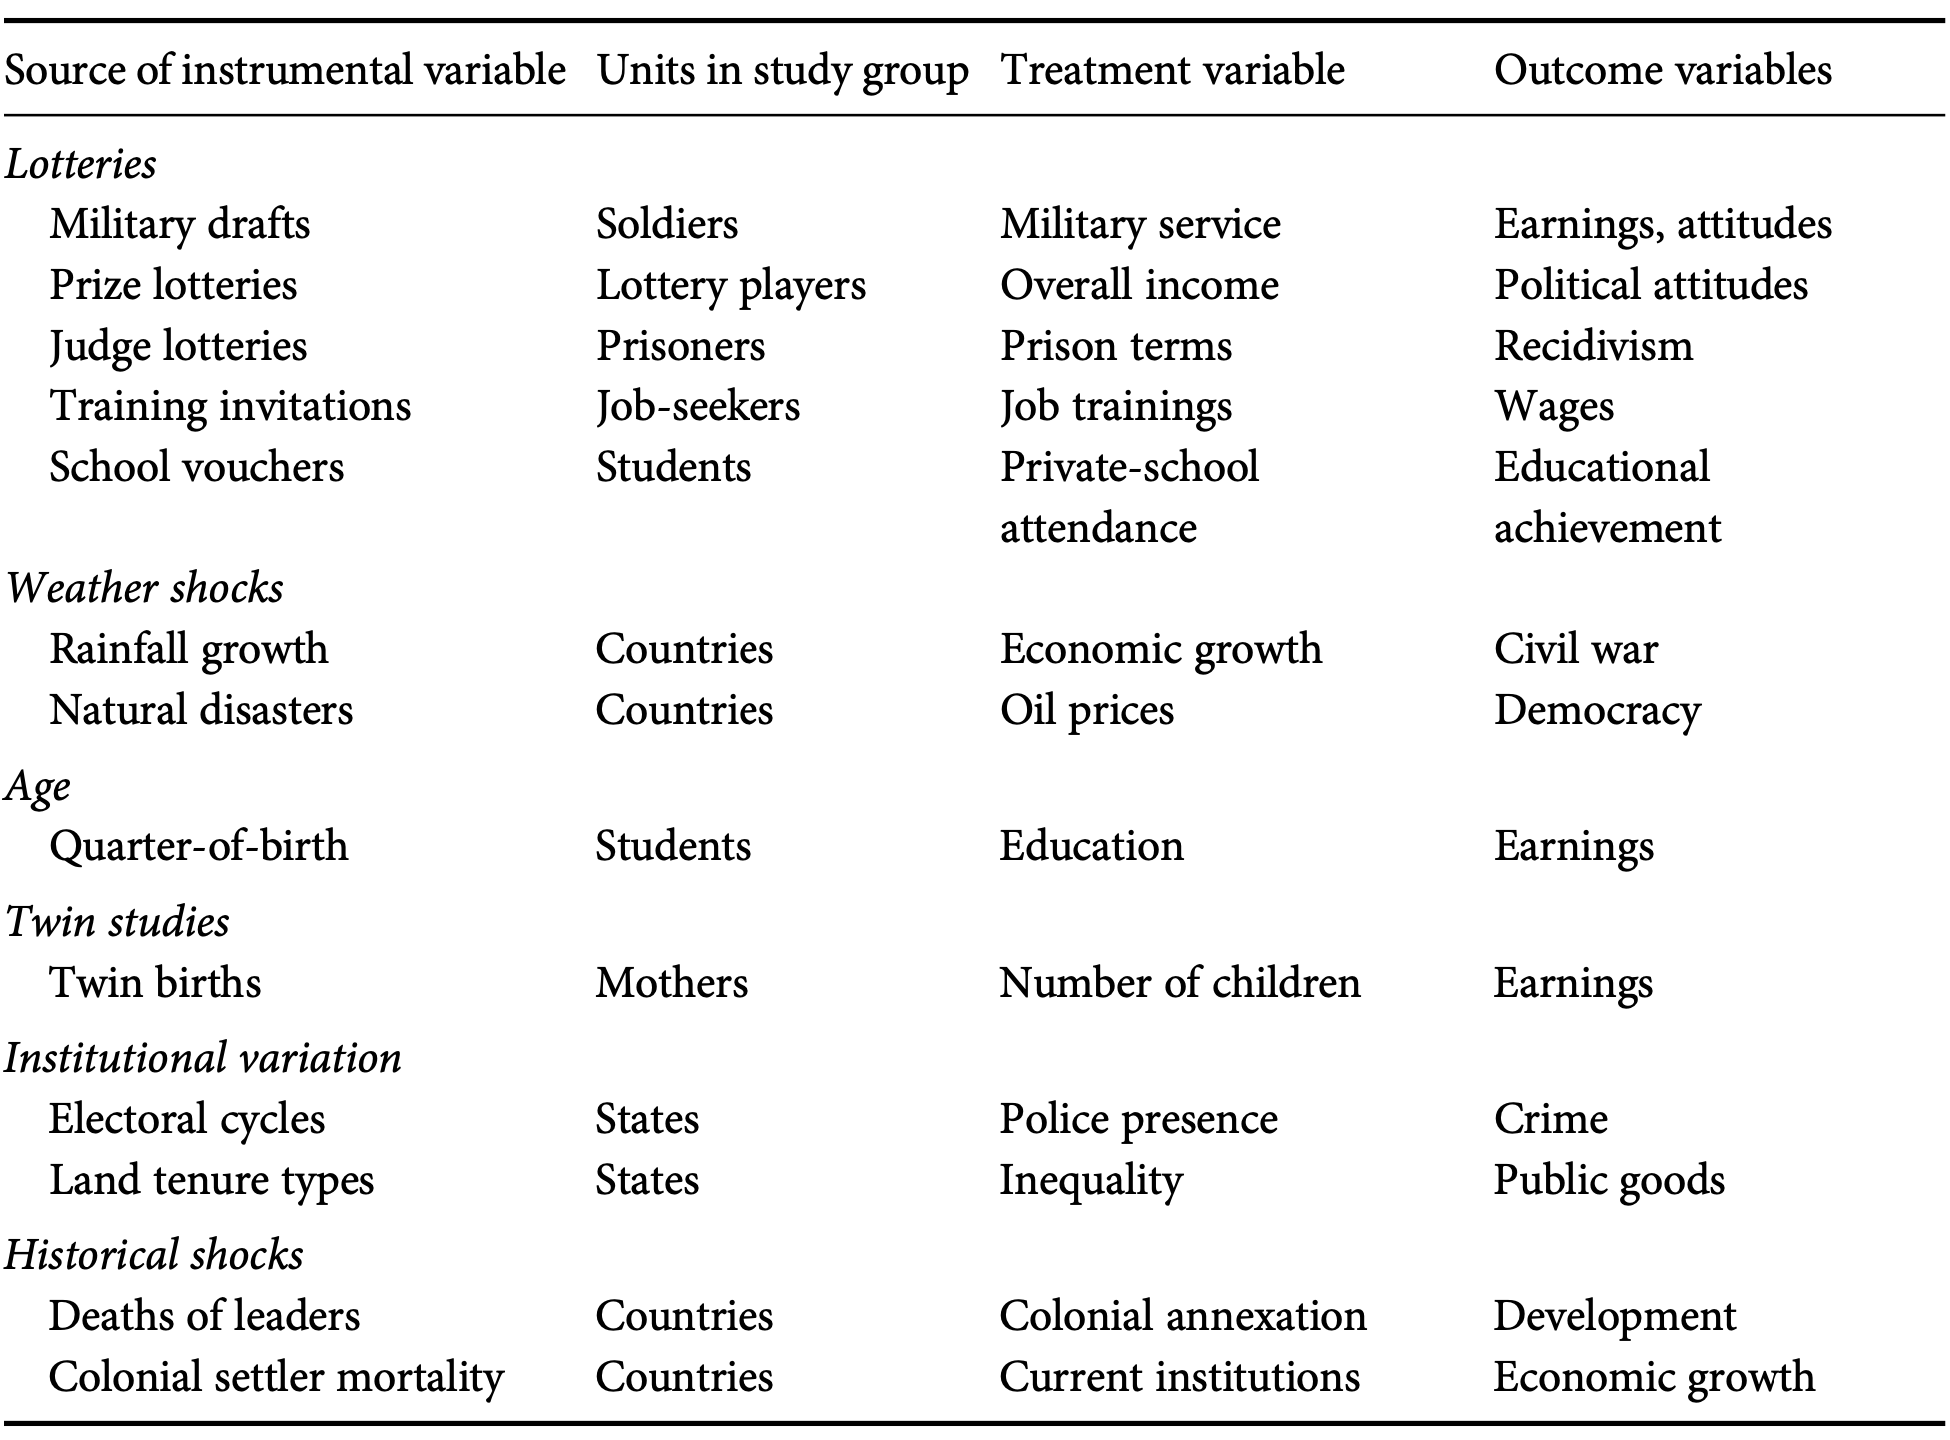 Source of instrumental variable Units in study group Treatment variable Outcome variables
Lotteries
Military drafts Soldiers Military service Earnings, attitudes
Prize lotteries Lottery players Overall income Political attitudes
Judge lotteries Prisoners Prison terms Recidivism
Training invitations Job-seekers Job trainings Wages
School vouchers Students Private-school Educational
attendance achievement
Weather shocks
Rainfall growth Countries Economic growth Civil war
Natural disasters Countries Oil prices Democracy
Age
Quarter-of-birth Students Education Earnings
Twin studies
Twin births Mothers Number of children Earnings
Institutional variation
Electoral cycles States Police presence Crime
Land tenure types States Inequality Public goods
Historical shocks
Deaths of leaders Countries Colonial annexation Development
Colonial settler mortality Countries Current institutions Economic growth